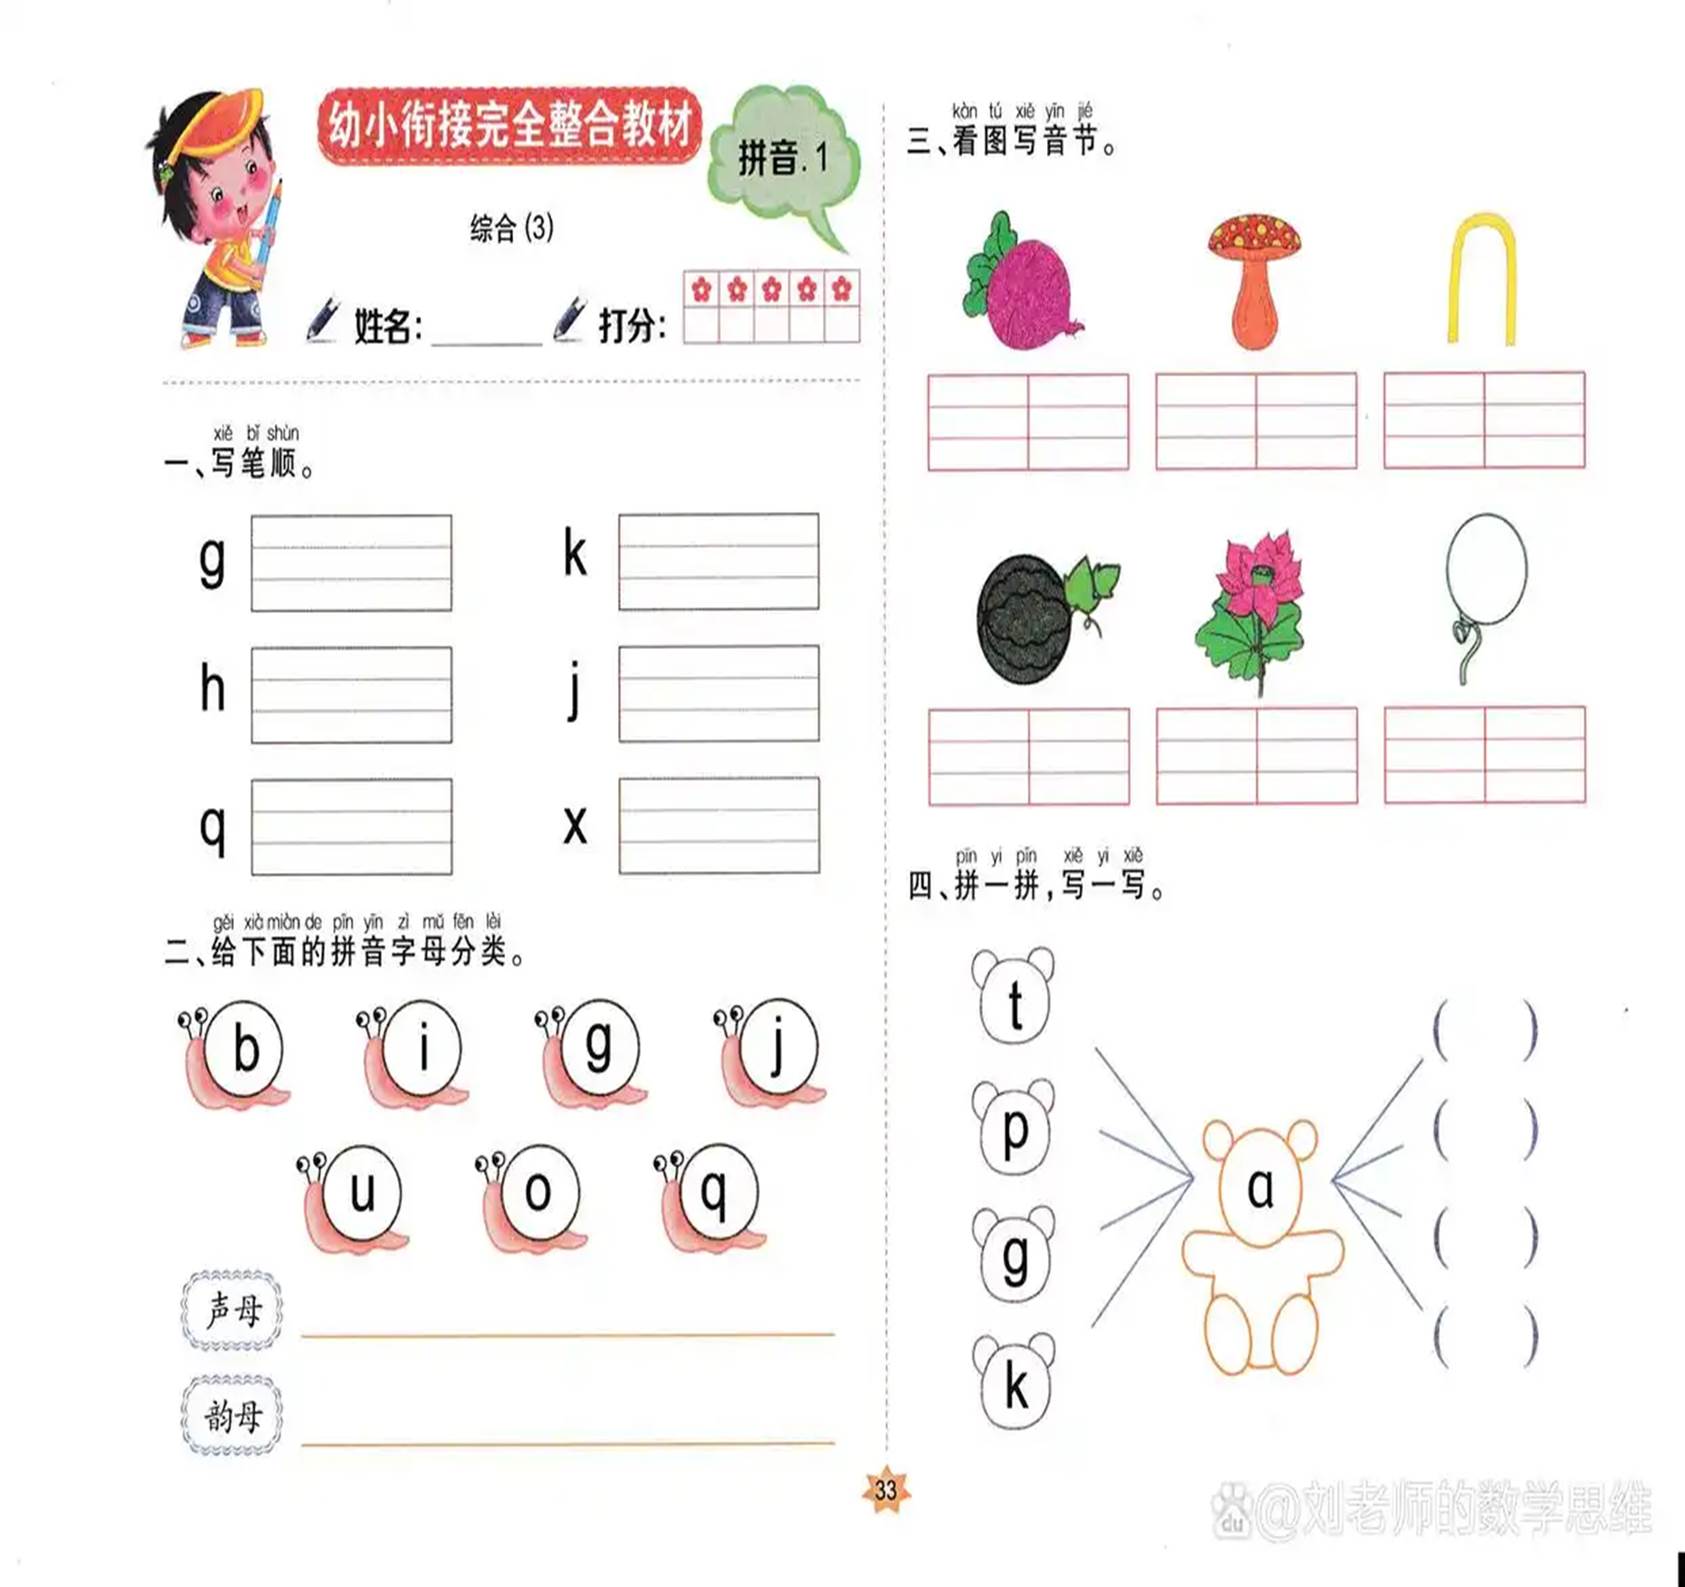 幼小衔接完全整合教材
拼音.1
综合(3)
姓名:
打分:
xiě bǐ shùn
一、写笔顺。
g k
h j
q x
gěi xià miàn de pīn yīn zì mǔ fēn lèi
二、给下面的拼音字母分类。
b i g j
u o q
声母
韵母
kàn tú xiě yīn jié
三、看图写音节。
pīn yi pīn xiě yi xiě
四、拼一拼,写一写。
t ( )
p ( )
a
g ( )
k ( )
33
du @刘老师的数学思维